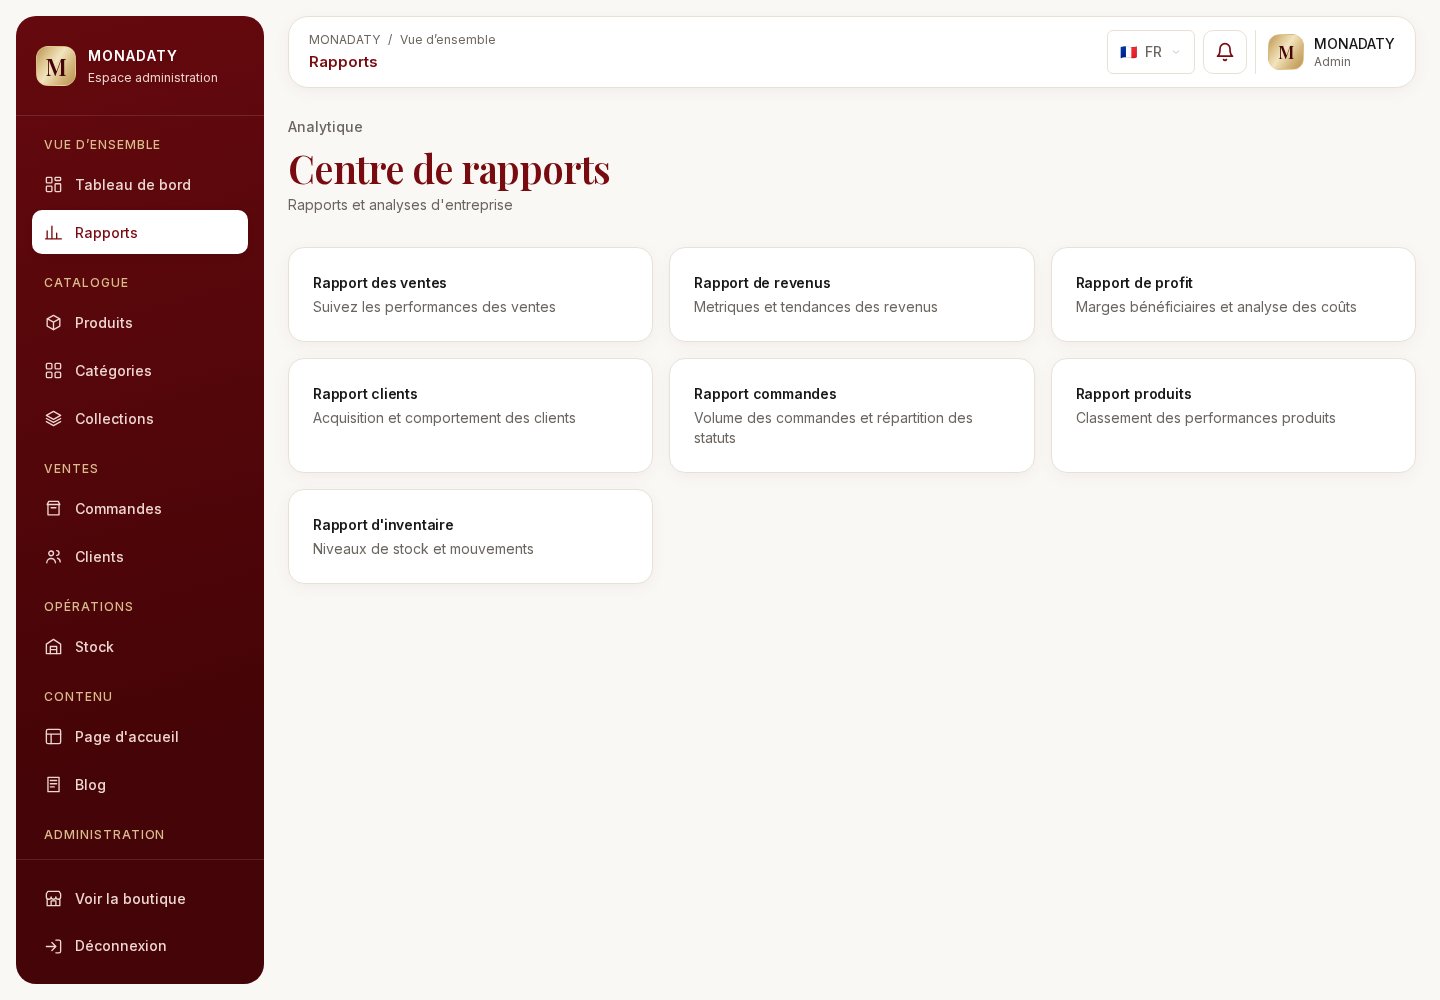 M
MONADATY
Espace administration
VUE D’ENSEMBLE
Tableau de bord
Rapports
CATALOGUE
Produits
Catégories
Collections
VENTES
Commandes
Clients
OPÉRATIONS
Stock
CONTENU
Page d'accueil
Blog
ADMINISTRATION
Voir la boutique
Déconnexion
MONADATY / Vue d’ensemble
Rapports
FR
M
MONADATY
Admin
Analytique
Centre de rapports
Rapports et analyses d'entreprise
Rapport des ventes
Suivez les performances des ventes
Rapport de revenus
Metriques et tendances des revenus
Rapport de profit
Marges bénéficiaires et analyse des coûts
Rapport clients
Acquisition et comportement des clients
Rapport commandes
Volume des commandes et répartition des
statuts
Rapport produits
Classement des performances produits
Rapport d'inventaire
Niveaux de stock et mouvements